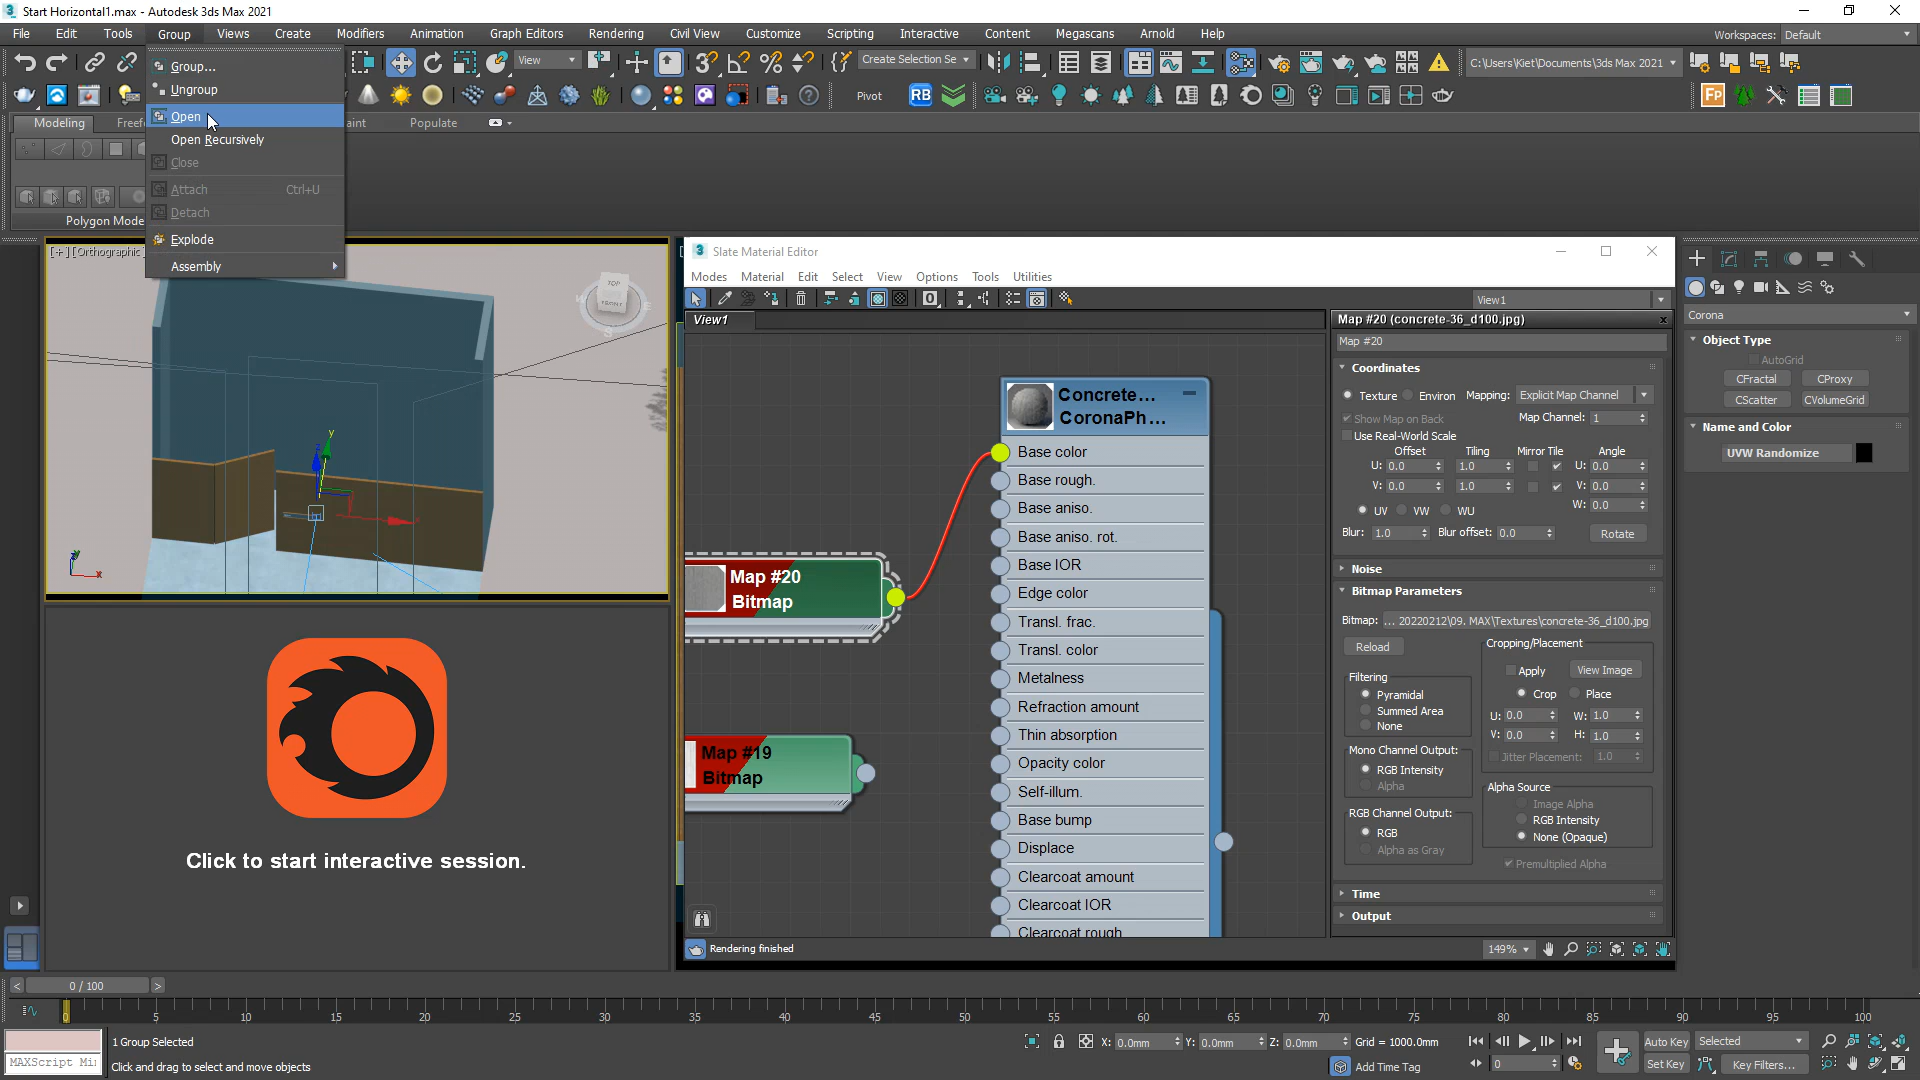 Start Horizontal1.max - Autodesk 3ds Max 2021
File Edit Tools Group Views Create Modifiers Animation Graph Editors Rendering Civil View Customize Scripting Interactive Content Megascans Arnold Help
Workspaces: Default
View
Create Selection Se
C:\Users\Kiet\Documents\3ds Max 2021
Pivot
RB
Fp
Modeling Freef aint Populate
Polygon Mode
Group...
Ungroup
Open
Open Recursively
Close
Attach Ctrl+U
Detach
Explode
Assembly
[+][Orthographic
TOP
S
Click to start interactive session.
3 Slate Material Editor
Modes Material Edit Select View Options Tools Utilities
View1
View1
Concrete...
CoronaPh...
Base color
Base rough.
Base aniso.
Base aniso. rot.
Base IOR
Edge color
Transl. frac.
Transl. color
Metalness
Refraction amount
Thin absorption
Opacity color
Self-illum.
Base bump
Displace
Clearcoat amount
Clearcoat IOR
Clearcoat rough
Map #20
Bitmap
Map #19
Bitmap
Map #20 (concrete-36_d100.jpg)
Map #20
Coordinates
Texture Environ Mapping: Explicit Map Channel
Show Map on Back Map Channel: 1
Use Real-World Scale
Offset Tiling Mirror Tile Angle
U: 0.0 1.0 U: 0.0
V: 0.0 1.0 V: 0.0
W: 0.0
UV VW WU
Blur: 1.0 Blur offset: 0.0 Rotate
Noise
Bitmap Parameters
Bitmap: ... 20220212\09. MAX\Textures\concrete-36_d100.jpg
Reload
Cropping/Placement
Apply View Image
Crop Place
U: 0.0 W: 1.0
V: 0.0 H: 1.0
Jitter Placement: 1.0
Filtering
Pyramidal
Summed Area
None
Mono Channel Output:
RGB Intensity
Alpha
RGB Channel Output:
RGB
Alpha as Gray
Alpha Source
Image Alpha
RGB Intensity
None (Opaque)
Premultiplied Alpha
Time
Output
Rendering finished
149%
Corona
Object Type
AutoGrid
CFractal CProxy
CScatter CVolumeGrid
Name and Color
UVW Randomize
0 / 100
0 5 10 15 20 25 30 35 40 45 50 55 60 65 70 75 80 85 90 95 100
MAXScript Mi
1 Group Selected
Click and drag to select and move objects
X: 0.0mm Y: 0.0mm Z: 0.0mm Grid = 1000.0mm
Add Time Tag
0
Auto Key Selected
Set Key Key Filters...